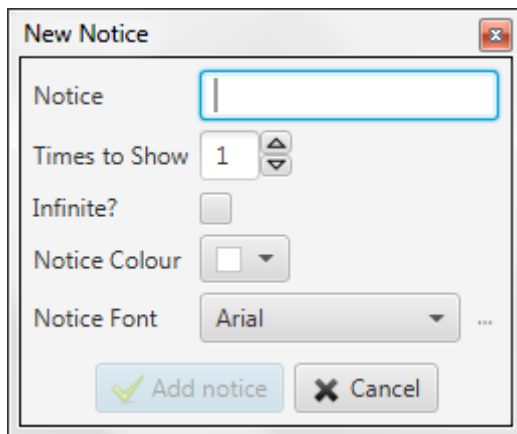 New Notice
Notice
Times to Show 1
Infinite?
Notice Colour
Notice Font Arial ...
Add notice Cancel